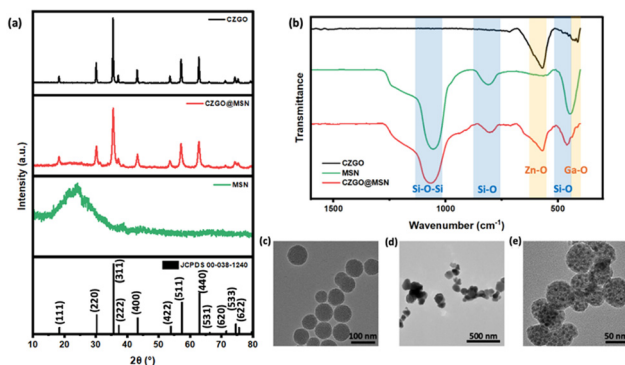 (a)
CZGO
CZGO@MSN
MSN
JCPDS 00-038-1240
(111)
(220)
(311)
(222)
(400)
(422)
(511)
(440)
(531)
(620)
(533)
(622)
10 20 30 40 50 60 70 80
2θ (°)
Intensity (a.u.)
(b)
Transmittance
CZGO
MSN
CZGO@MSN
Si-O-Si
Si-O
Zn-O
Si-O
Ga-O
1500 1000 500
Wavenumber (cm-1)
(c)
100 nm
(d)
500 nm
(e)
50 nm